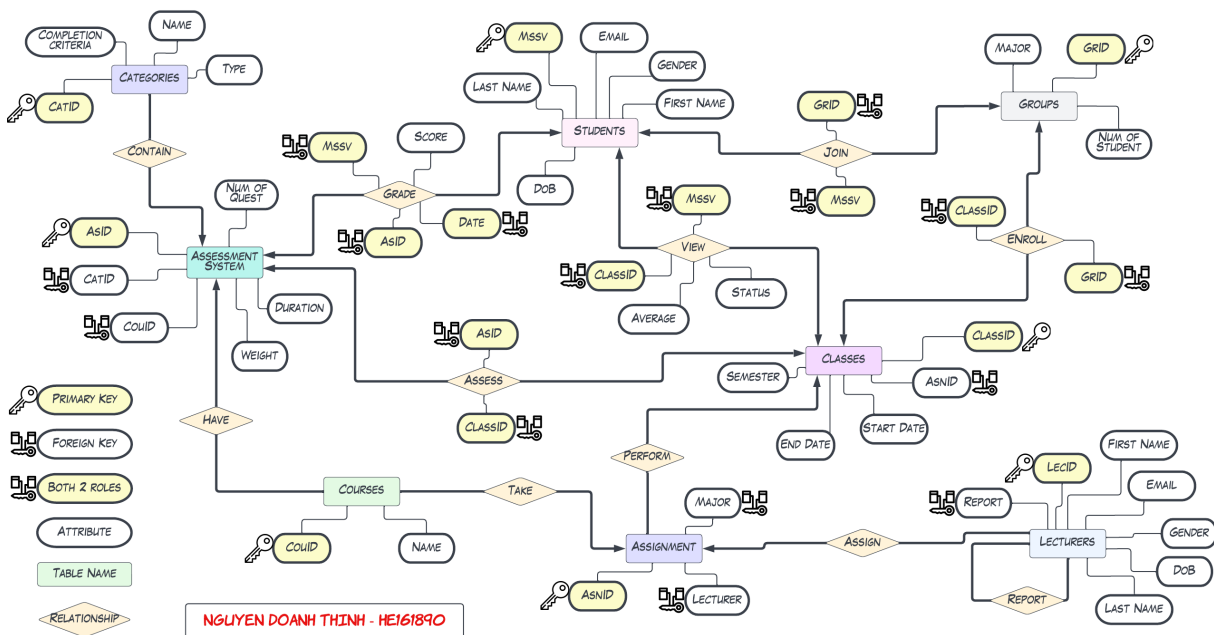 Completion
criteria
Name
Type
Categories
CatID
Contain
Mssv
Email
Gender
Last Name
First Name
Students
DoB
Major
GrID
Groups
Num of
Student
GrID
Join
Mssv
Mssv
Score
Grade
AsID
Date
Num of
Quest
AsID
Assessment
System
CatID
CouID
Duration
Weight
Mssv
View
ClassID
Average
Status
ClassID
Enroll
GrID
AsID
Assess
ClassID
ClassID
Classes
Semester
AsnID
End Date
Start Date
Primary Key
Foreign Key
Both 2 roles
Attribute
Table Name
Relationship
Have
Courses
CouID
Name
Take
Perform
Major
Assignment
AsnID
Lecturer
Assign
First Name
LecID
Email
Report
Gender
Lecturers
DoB
Report
Last Name
NGUYEN DOANH THINH - HE161890